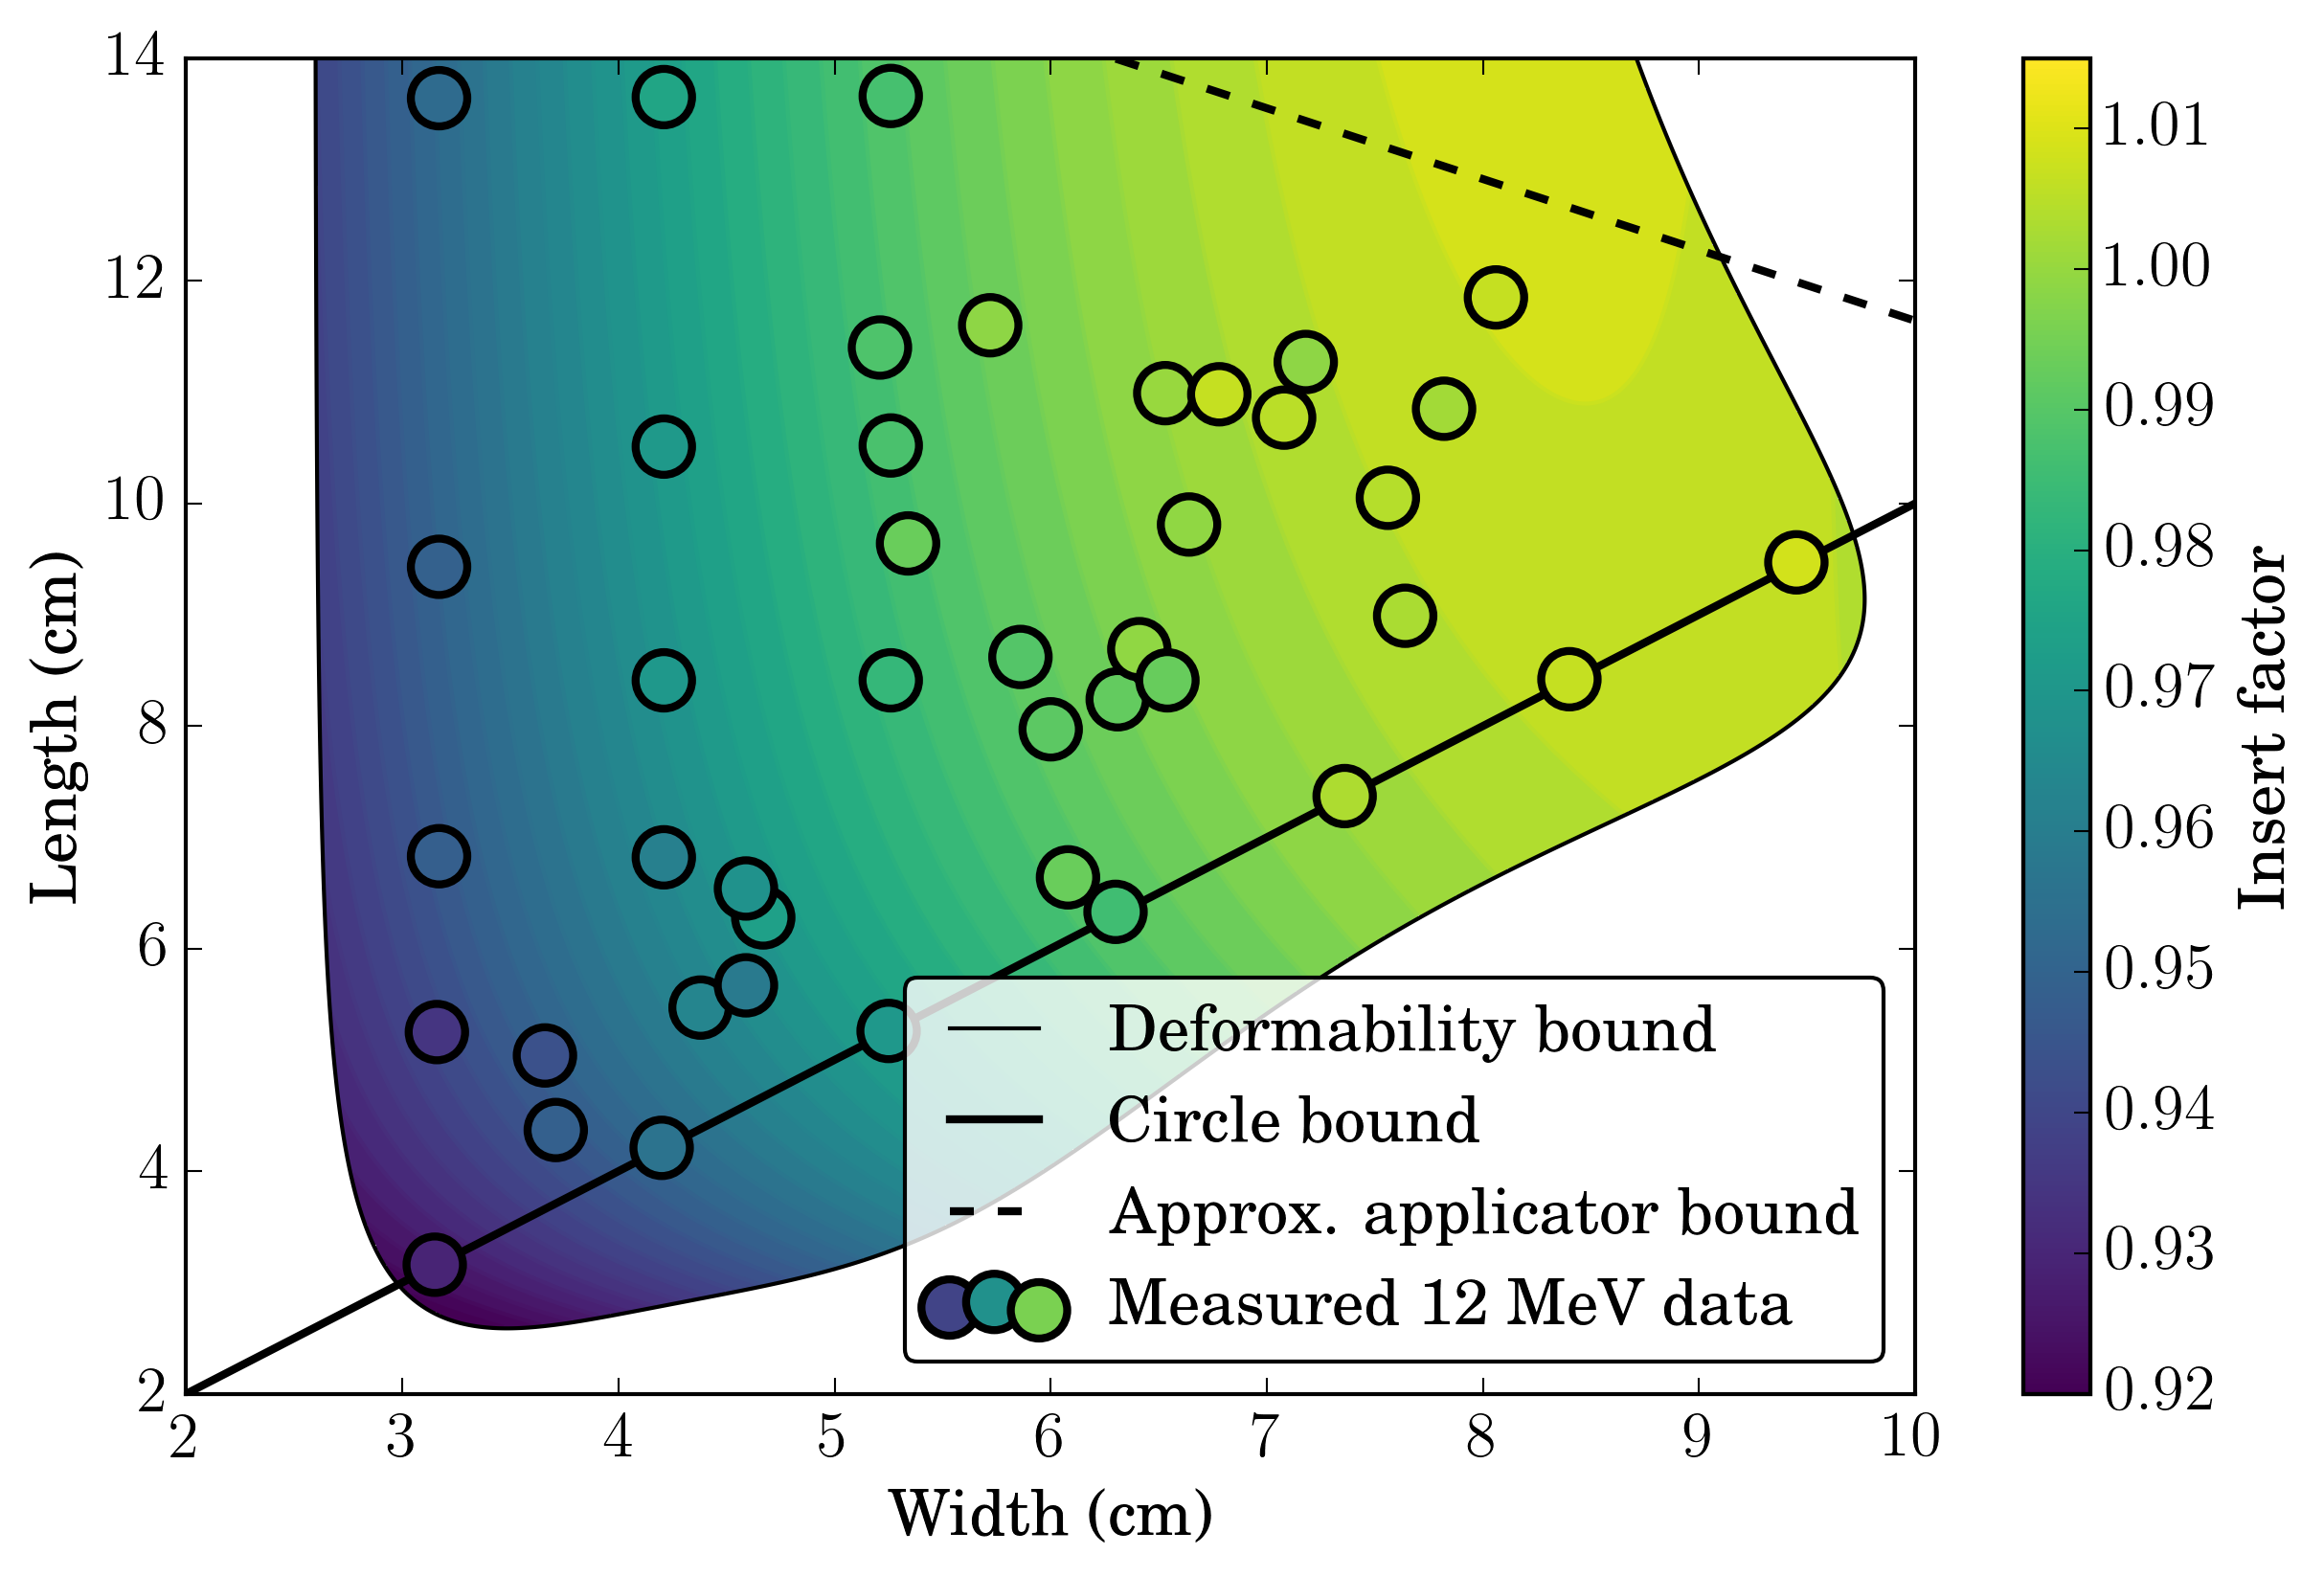 14
12
10
8
6
4
2
Length (cm)
2 3 4 5 6 7 8 9 10
Width (cm)
Deformability bound
Circle bound
Approx. applicator bound
Measured 12 MeV data
1.01
1.00
0.99
0.98
0.97
0.96
0.95
0.94
0.93
0.92
Insert factor